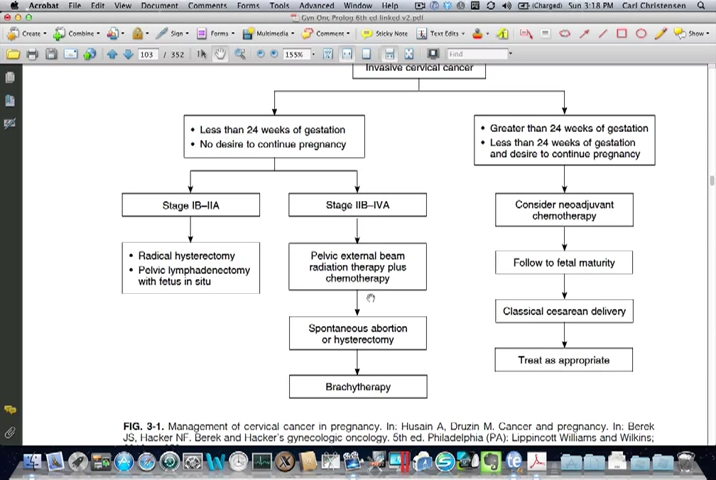 Acrobat File Edit View Document Comments Forms Tools Advanced Window Help (Charged) Sun 3:18 PM Carl Christensen
Gyn Onc Prolog 6th ed linked v2.pdf
Create Combine Sign Forms Multimedia Comment Sticky Note Text Edits Show
103 / 352 155% Find
Invasive cervical cancer
• Less than 24 weeks of gestation
• No desire to continue pregnancy
• Greater than 24 weeks of gestation
• Less than 24 weeks of gestation
and desire to continue pregnancy
Stage IB–IIA
Stage IIB–IVA
Consider neoadjuvant
chemotherapy
• Radical hysterectomy
• Pelvic lymphadenectomy
with fetus in situ
Pelvic external beam
radiation therapy plus
chemotherapy
Follow to fetal maturity
Spontaneous abortion
or hysterectomy
Classical cesarean delivery
Brachytherapy
Treat as appropriate
FIG. 3-1. Management of cervical cancer in pregnancy. In: Husain A, Druzin M. Cancer and pregnancy. In: Berek
JS, Hacker NF. Berek and Hacker's gynecologic oncology. 5th ed. Philadelphia (PA): Lippincott Williams and Wilkins;